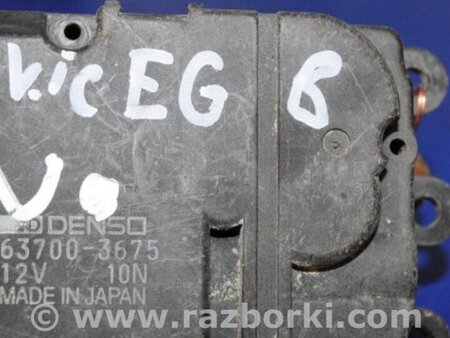 vic EG B
V.
DENSO
63700-3675
12V 10N
MADE IN JAPAN
www.razborki.com